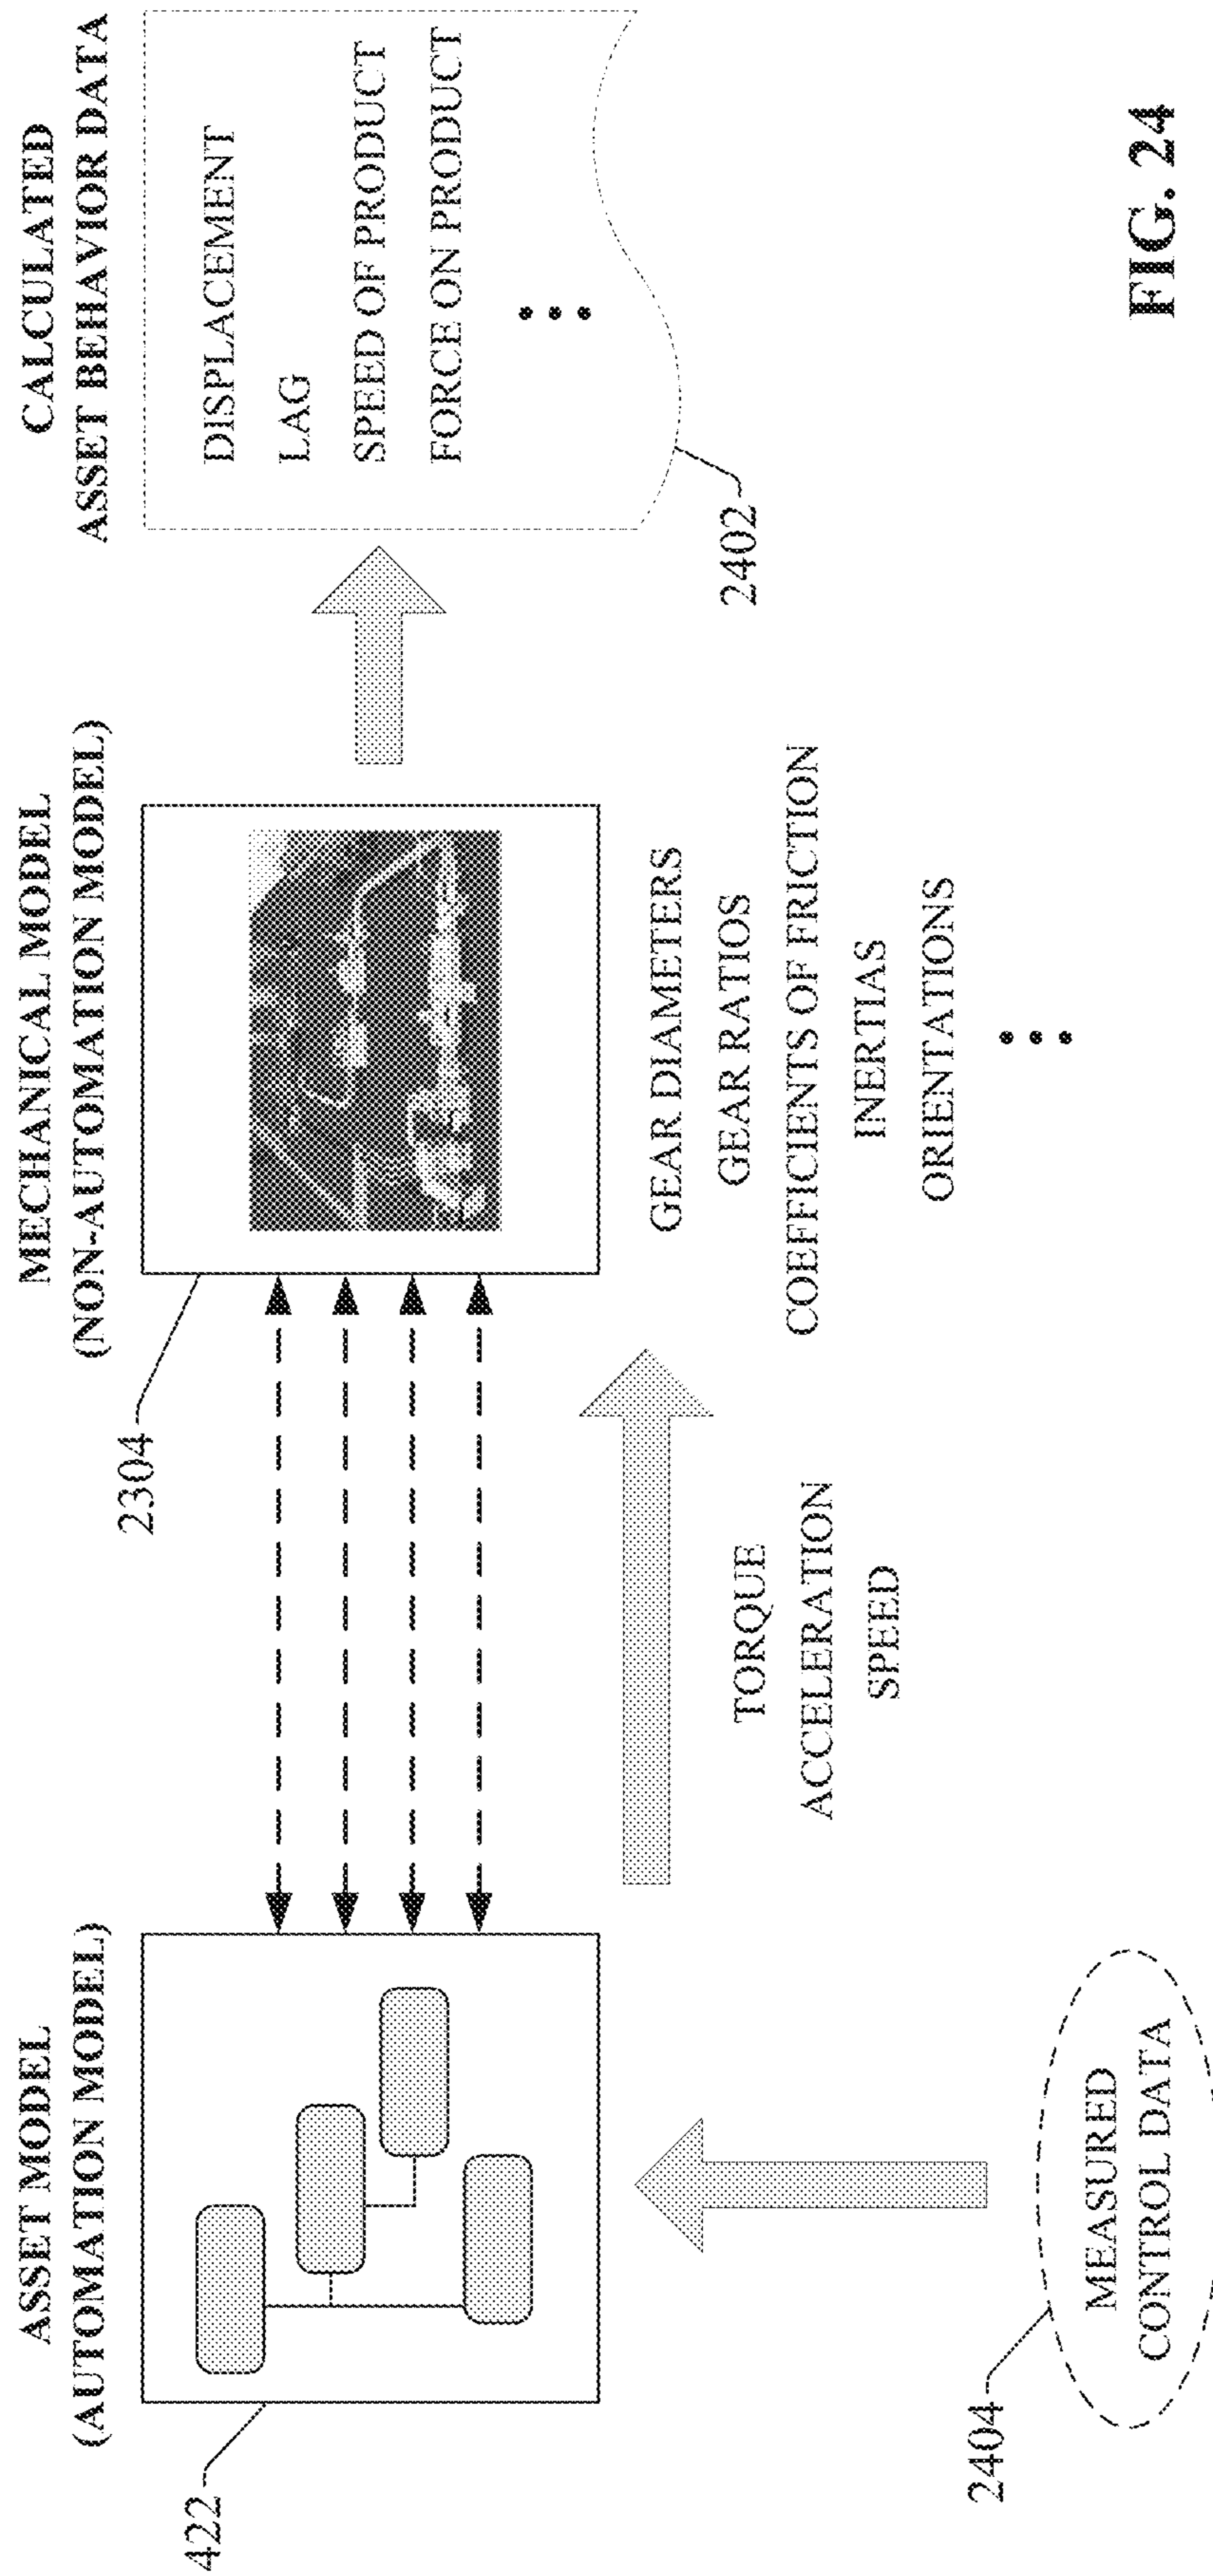 ASSET MODEL
(AUTOMATION MODEL)
422
MEASURED
CONTROL DATA
2404
TORQUE
ACCELERATION
SPEED
MECHANICAL MODEL
(NON-AUTOMATION MODEL)
2304
GEAR DIAMETERS
GEAR RATIOS
COEFFICIENTS OF FRICTION
INERTIAS
ORIENTATIONS
CALCULATED
ASSET BEHAVIOR DATA
DISPLACEMENT
LAG
SPEED OF PRODUCT
FORCE ON PRODUCT
2402
FIG. 24